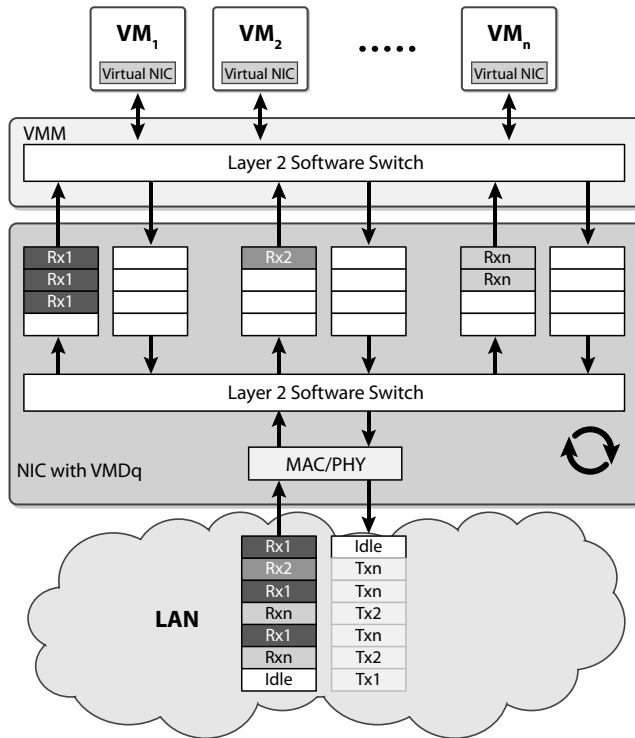 VM1
VM2
.....
VMn
Virtual NIC
Virtual NIC
Virtual NIC
VMM
Layer 2 Software Switch
Rx1
Rx1
Rx1
Rx2
Rxn
Rxn
Layer 2 Software Switch
MAC/PHY
NIC with VMDq
LAN
Rx1
Rx2
Rx1
Rxn
Rx1
Rxn
Idle
Idle
Txn
Txn
Tx2
Txn
Tx2
Tx1